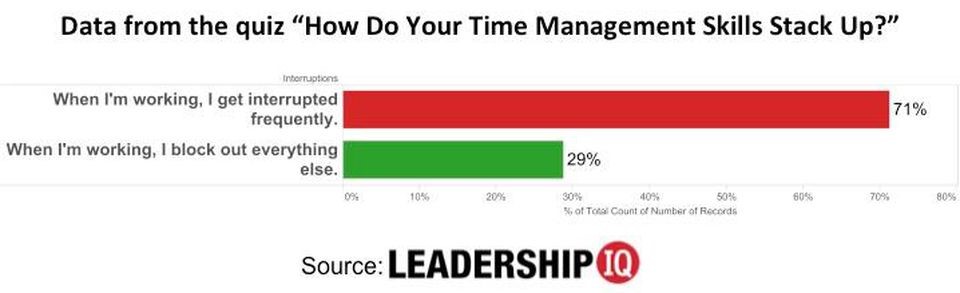 Data from the quiz “How Do Your Time Management Skills Stack Up?”
Interruptions
When I'm working, I get interrupted
frequently.
71%
When I'm working, I block out everything
else.
29%
0% 10% 20% 30% 40% 50% 60% 70% 80%
% of Total Count of Number of Records
Source: LEADERSHIP IQ